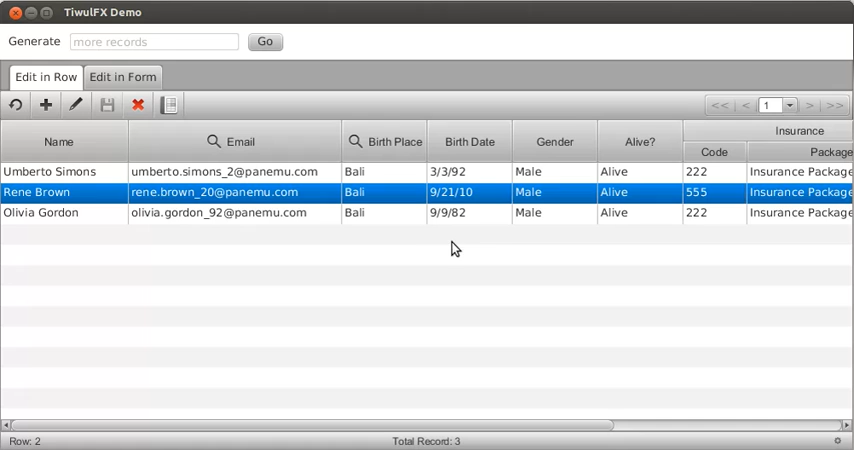 TiwulFX Demo
Generate more records Go
Edit in Row Edit in Form
<< < 1 > >>
Name Email Birth Place Birth Date Gender Alive? Insurance
Code Package
Umberto Simons umberto.simons_2@panemu.com Bali 3/3/92 Male Alive 222 Insurance Package
Rene Brown rene.brown_20@panemu.com Bali 9/21/10 Male Alive 555 Insurance Package
Olivia Gordon olivia.gordon_92@panemu.com Bali 9/9/82 Male Alive 222 Insurance Package
Row: 2 Total Record: 3